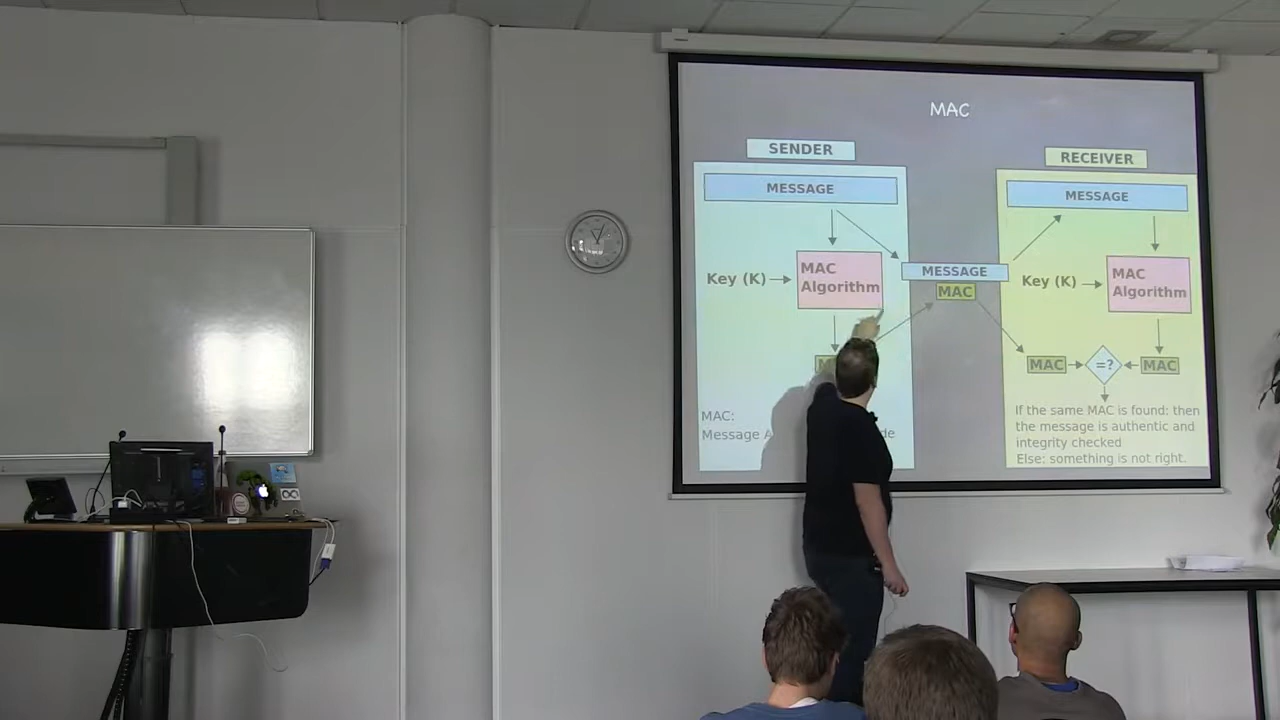 MAC
SENDER
MESSAGE
Key (K)
MAC
Algorithm
MAC:
Message
MESSAGE
MAC
RECEIVER
MESSAGE
Key (K)
MAC
Algorithm
MAC
=?
MAC
If the same MAC is found: then
the message is authentic and
integrity checked
Else: something is not right.